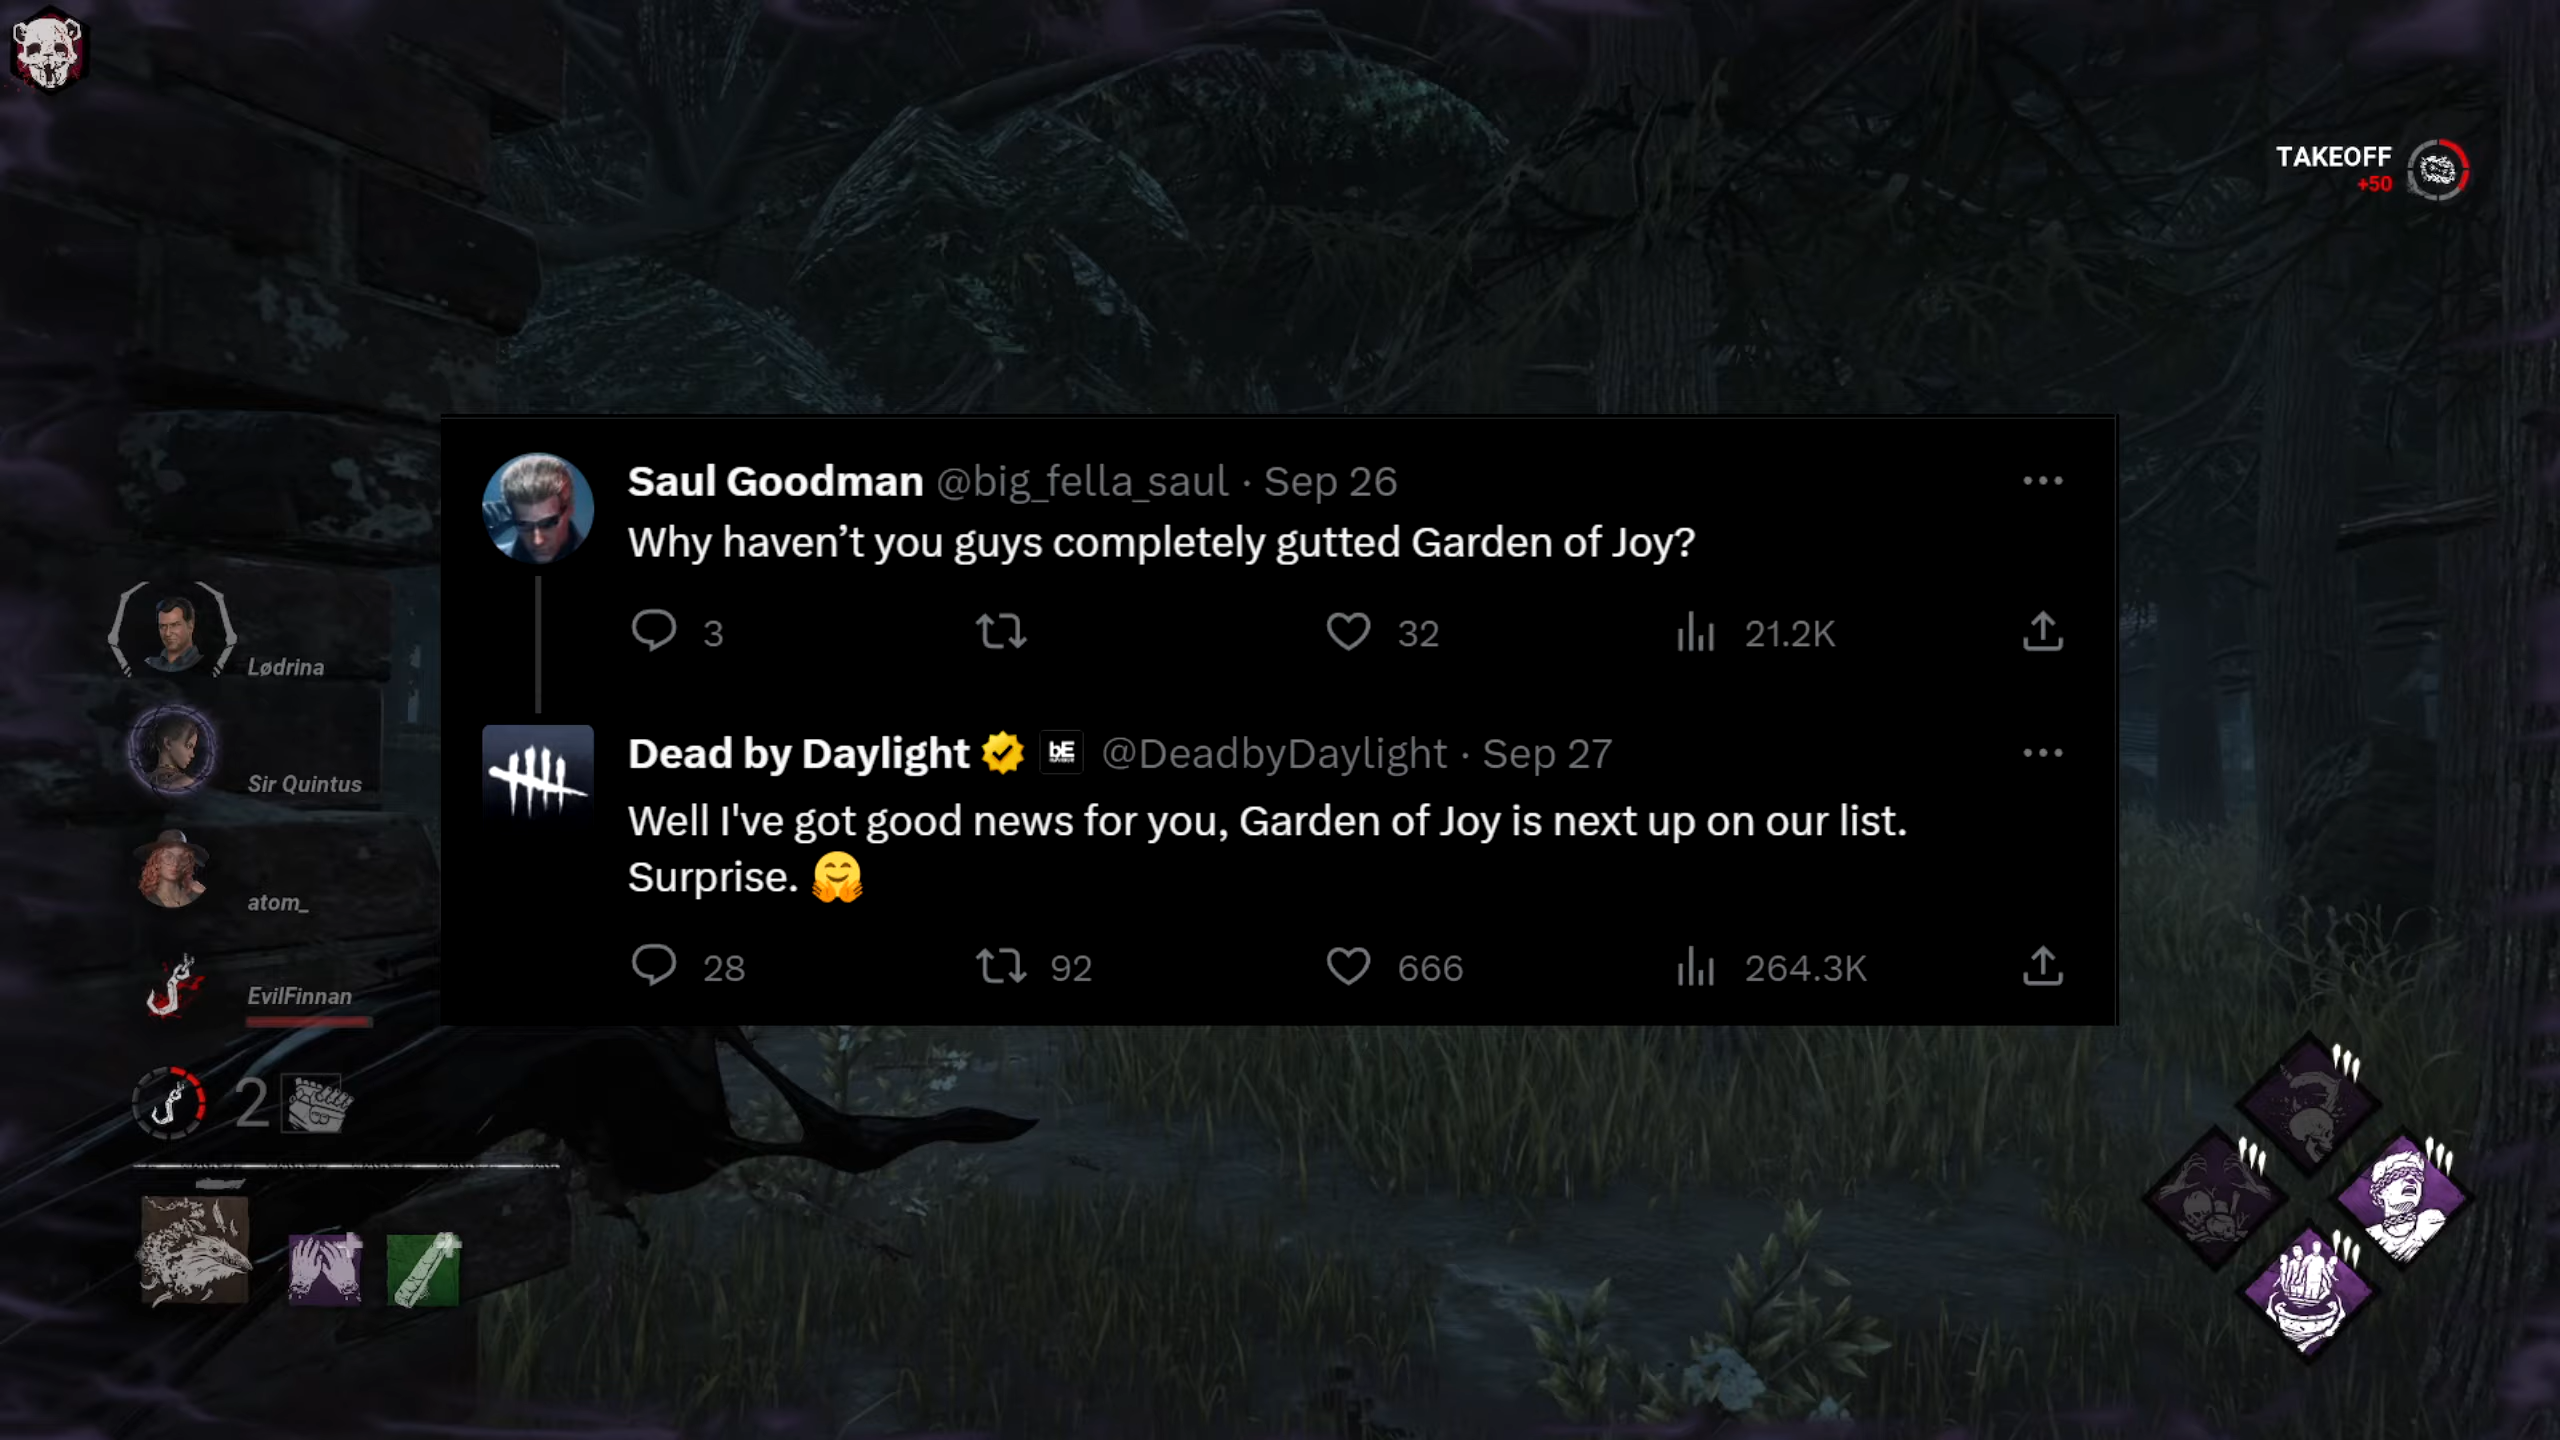 TAKEOFF
+50
Saul Goodman @big_fella_saul · Sep 26
Why haven’t you guys completely gutted Garden of Joy?
3 32 21.2K
Lødrina
Dead by Daylight bE @DeadbyDaylight · Sep 27
Sir Quintus
Well I've got good news for you, Garden of Joy is next up on our list.
Surprise. 🤗
atom_
28 92 666 264.3K
EvilFinnan
2